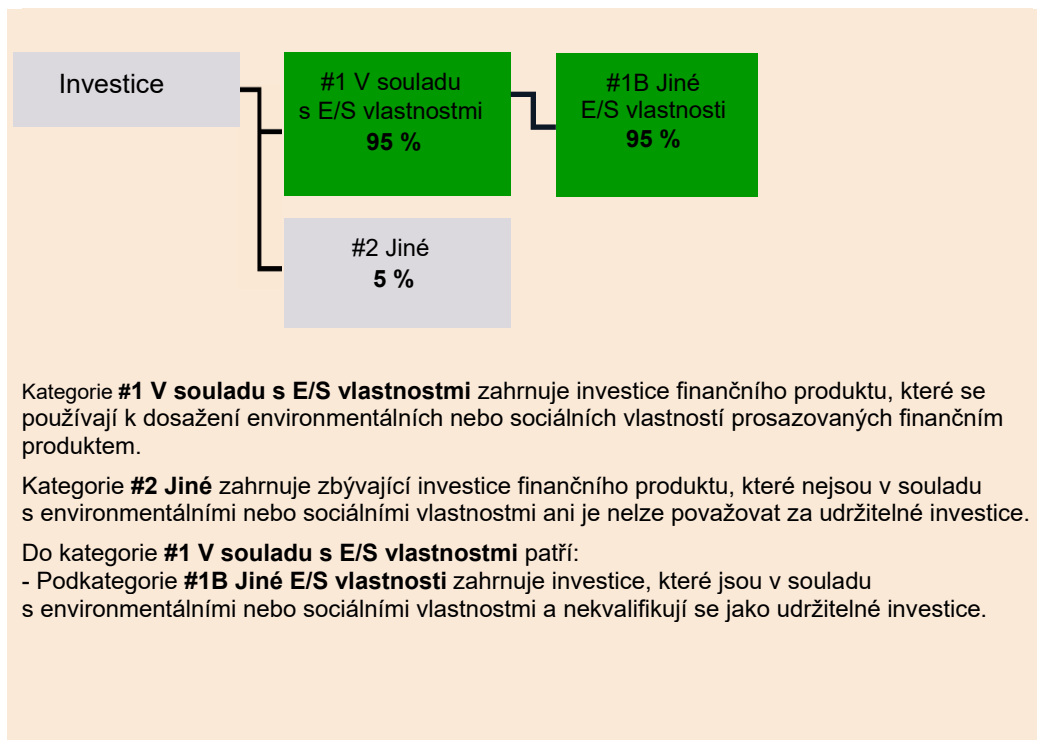 Investice
#1 V souladu
s E/S vlastnostmi
95 %
#1B Jiné
E/S vlastnosti
95 %
#2 Jiné
5 %
Kategorie #1 V souladu s E/S vlastnostmi zahrnuje investice finančního produktu, které se
používají k dosažení environmentálních nebo sociálních vlastností prosazovaných finančním
produktem.
Kategorie #2 Jiné zahrnuje zbývající investice finančního produktu, které nejsou v souladu
s environmentálními nebo sociálními vlastnostmi ani je nelze považovat za udržitelné investice.
Do kategorie #1 V souladu s E/S vlastnostmi patří:
- Podkategorie #1B Jiné E/S vlastnosti zahrnuje investice, které jsou v souladu
s environmentálními nebo sociálními vlastnostmi a nekvalifikují se jako udržitelné investice.